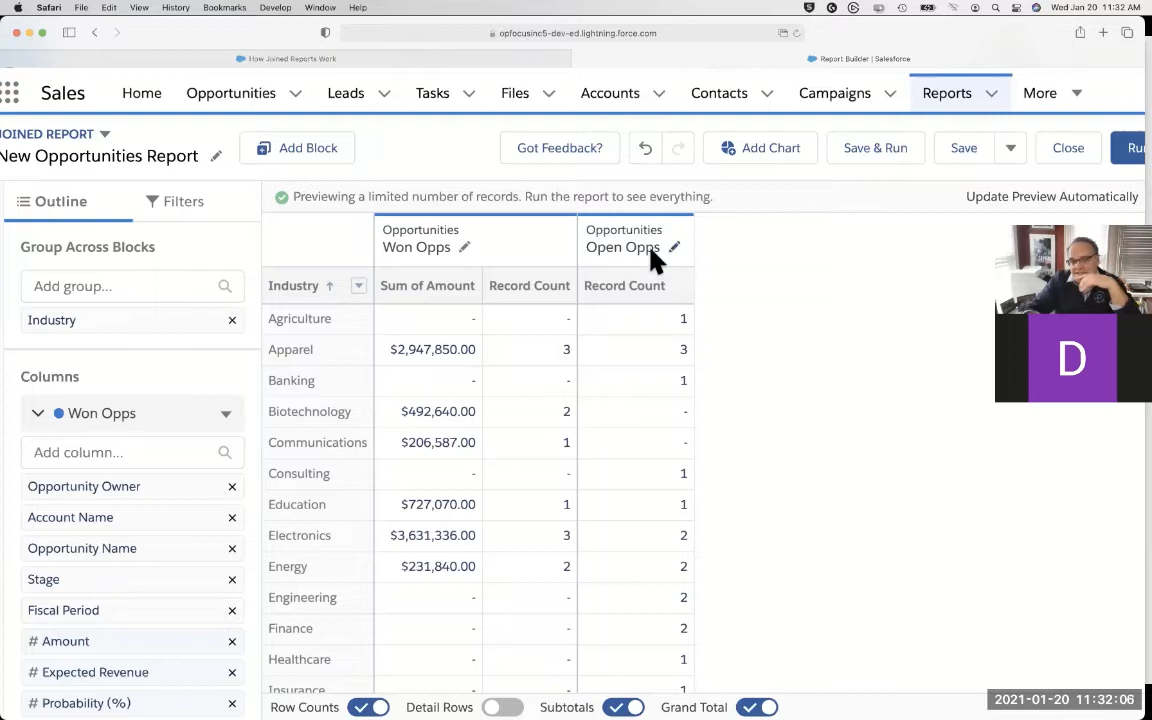 Safari File Edit View History Bookmarks Develop Window Help Wed Jan 20 11:32 AM
opfocusinc5-dev-ed.lightning.force.com
How Joined Reports Work Report Builder | Salesforce
Sales Home Opportunities Leads Tasks Files Accounts Contacts Campaigns Reports More
JOINED REPORT
New Opportunities Report
Add Block Got Feedback? Add Chart Save & Run Save Close Ru
Outline Filters
Previewing a limited number of records. Run the report to see everything. Update Preview Automatically
Group Across Blocks
Add group...
Industry
Columns
Won Opps
Add column...
Opportunity Owner
Account Name
Opportunity Name
Stage
Fiscal Period
# Amount
# Expected Revenue
# Probability (%)
Opportunities Opportunities
Won Opps Open Opps
Industry Sum of Amount Record Count Record Count
Agriculture - - 1
Apparel $2,947,850.00 3 3
Banking - - 1
Biotechnology $492,640.00 2 -
Communications $206,587.00 1 -
Consulting - - 1
Education $727,070.00 1 1
Electronics $3,631,336.00 3 2
Energy $231,840.00 2 2
Engineering - - 2
Finance - - 2
Healthcare - - 1
Insurance - - 1
Row Counts Detail Rows Subtotals Grand Total
D
2021-01-20 11:32:06